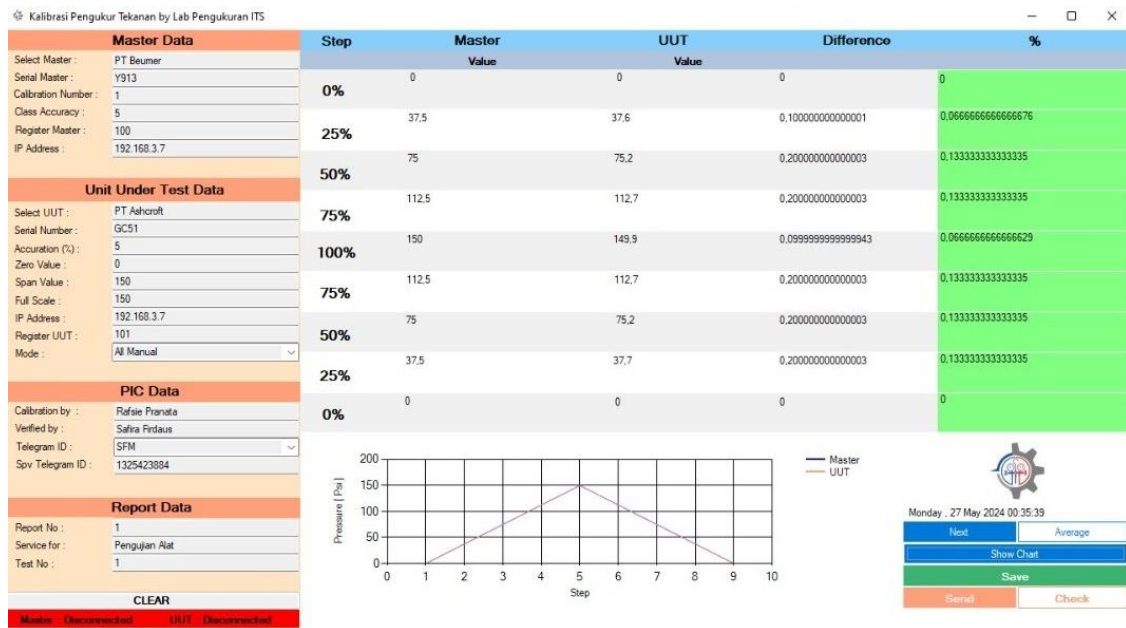 Kalibrasi Pengukur Tekanan by Lab Pengukuran ITS
Master Data
Select Master : PT Beumer
Serial Master : Y913
Calibration Number : 1
Class Accuracy : 5
Register Master : 100
IP Address : 192.168.3.7
Unit Under Test Data
Select UUT : PT Ashcroft
Serial Number : GC51
Accuration (%) : 5
Zero Value : 0
Span Value : 150
Full Scale : 150
IP Address : 192.168.3.7
Register UUT : 101
Mode : All Manual
PIC Data
Calibration by : Rafsie Pranata
Verified by : Safira Firdaus
Telegram ID : SFM
Spv Telegram ID : 1325423884
Report Data
Report No : 1
Service for : Pengujian Alat
Test No : 1
CLEAR
Master : Disconnected UUT : Disconnected
Step Master UUT Difference %
Value Value
0% 0 0 0 0
25% 37,5 37,6 0,100000000000001 0,0666666666666676
50% 75 75,2 0,200000000000003 0,133333333333335
75% 112,5 112,7 0,200000000000003 0,133333333333335
100% 150 149,9 0,0999999999999943 0,0666666666666629
75% 112,5 112,7 0,200000000000003 0,133333333333335
50% 75 75,2 0,200000000000003 0,133333333333335
25% 37,5 37,7 0,200000000000003 0,133333333333335
0% 0 0 0 0
Pressure [ Psi ]
200
150
100
50
0
0 1 2 3 4 5 6 7 8 9 10
Step
Master
UUT
Monday , 27 May 2024 00:35:39
Next Average
Show Chart
Save
Send Check